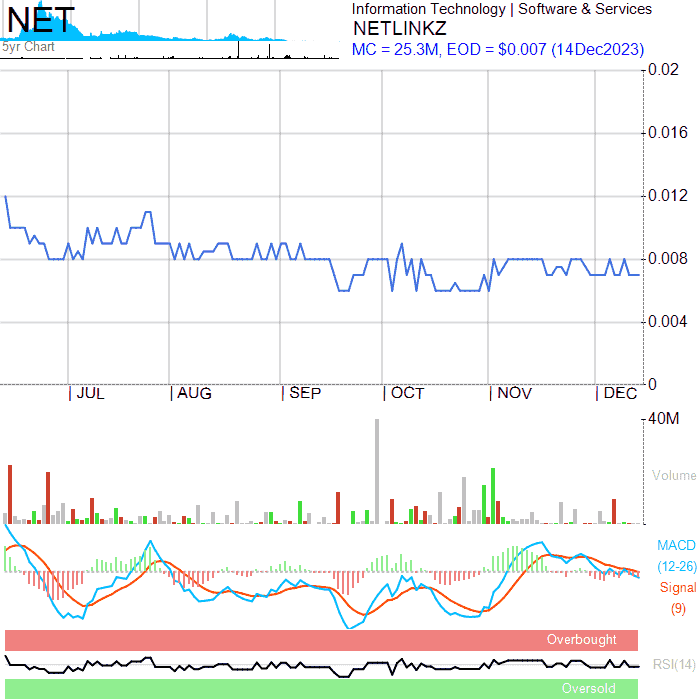 NET
Information Technology | Software & Services
NETLINKZ
5yr Chart
MC = 25.3M, EOD = $0.007 (14Dec2023)
0.02
0.016
0.012
0.008
0.004
0
JUL AUG SEP OCT NOV DEC
40M
Volume
MACD
(12-26)
Signal
(9)
Overbought
RSI(14)
Oversold